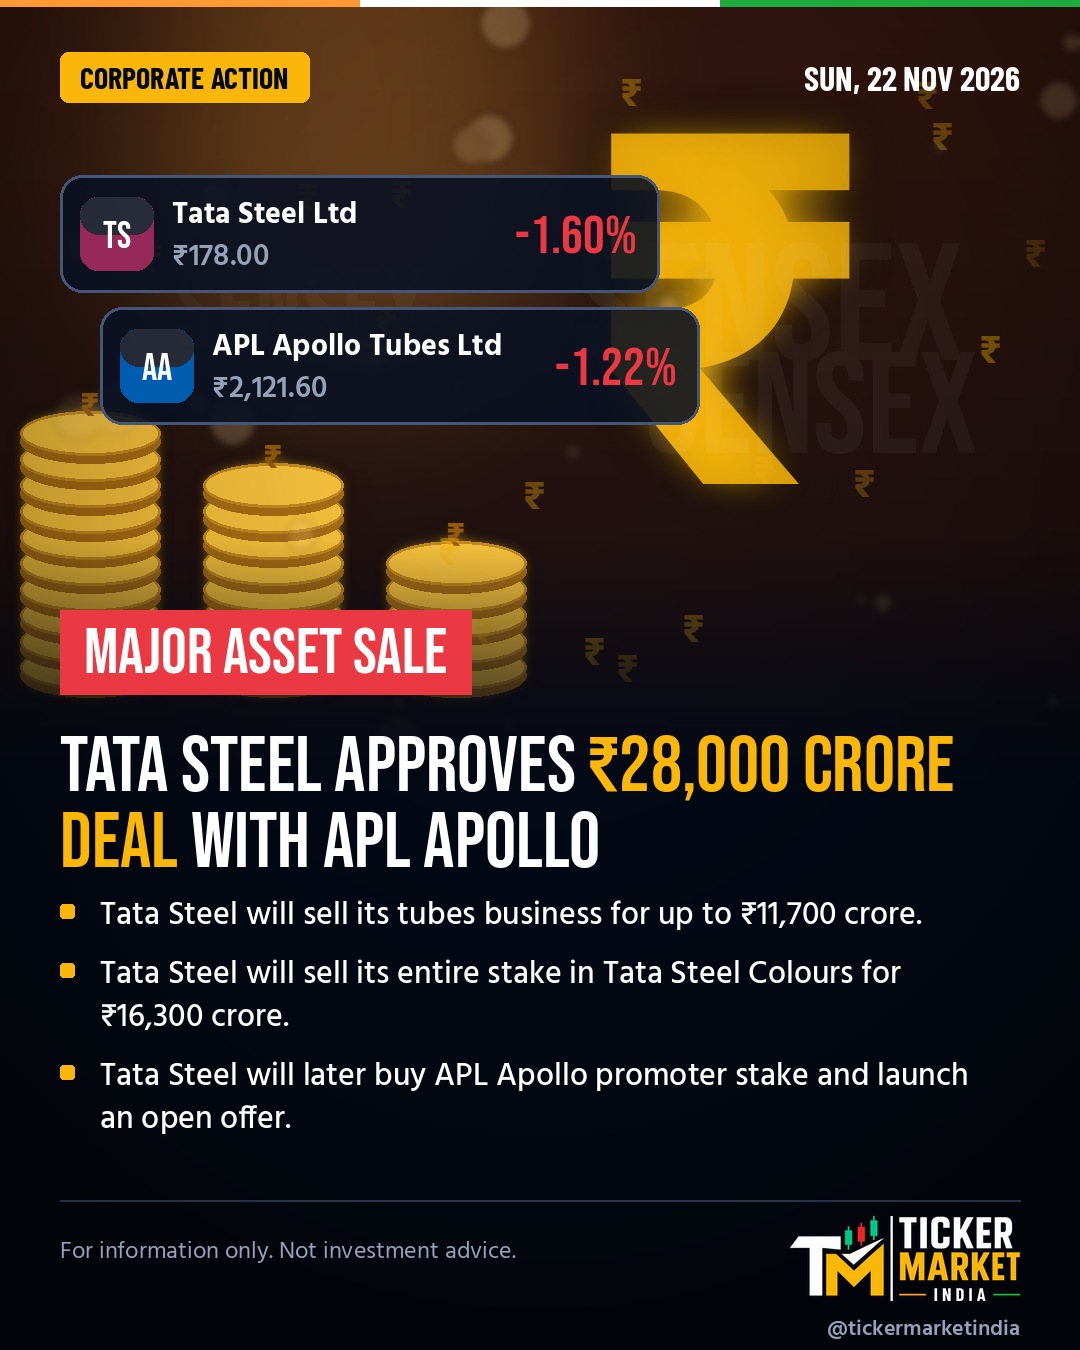 CORPORATE ACTION
SUN, 22 NOV 2026
TS
Tata Steel Ltd
₹178.00
-1.60%
AA
APL Apollo Tubes Ltd
₹2,121.60
-1.22%
SENSEX
SENSEX
MAJOR ASSET SALE
TATA STEEL APPROVES ₹28,000 CRORE
DEAL WITH APL APOLLO
Tata Steel will sell its tubes business for up to ₹11,700 crore.
Tata Steel will sell its entire stake in Tata Steel Colours for
₹16,300 crore.
Tata Steel will later buy APL Apollo promoter stake and launch
an open offer.
For information only. Not investment advice.
TM
TICKER
MARKET
INDIA
@tickermarketindia